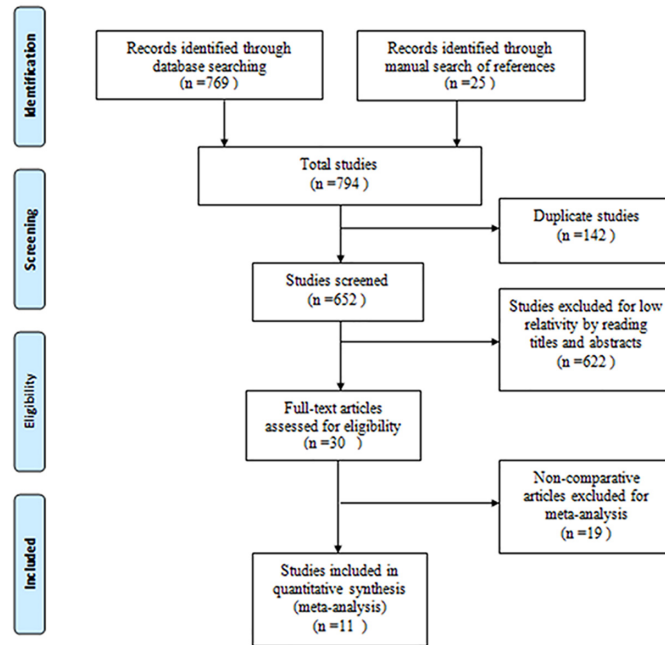 Identification
Records identified through
database searching
(n =769 )
Records identified through
manual search of references
(n =25 )
Total studies
(n =794 )
Screening
Duplicate studies
(n =142 )
Studies screened
(n =652 )
Studies excluded for low
relativity by reading
titles and abstracts
(n =622 )
Eligibility
Full-text articles
assessed for eligibility
(n =30 )
Non-comparative
articles excluded for
meta-analysis
(n =19 )
Included
Studies included in
quantitative synthesis
(meta-analysis)
(n =11 )